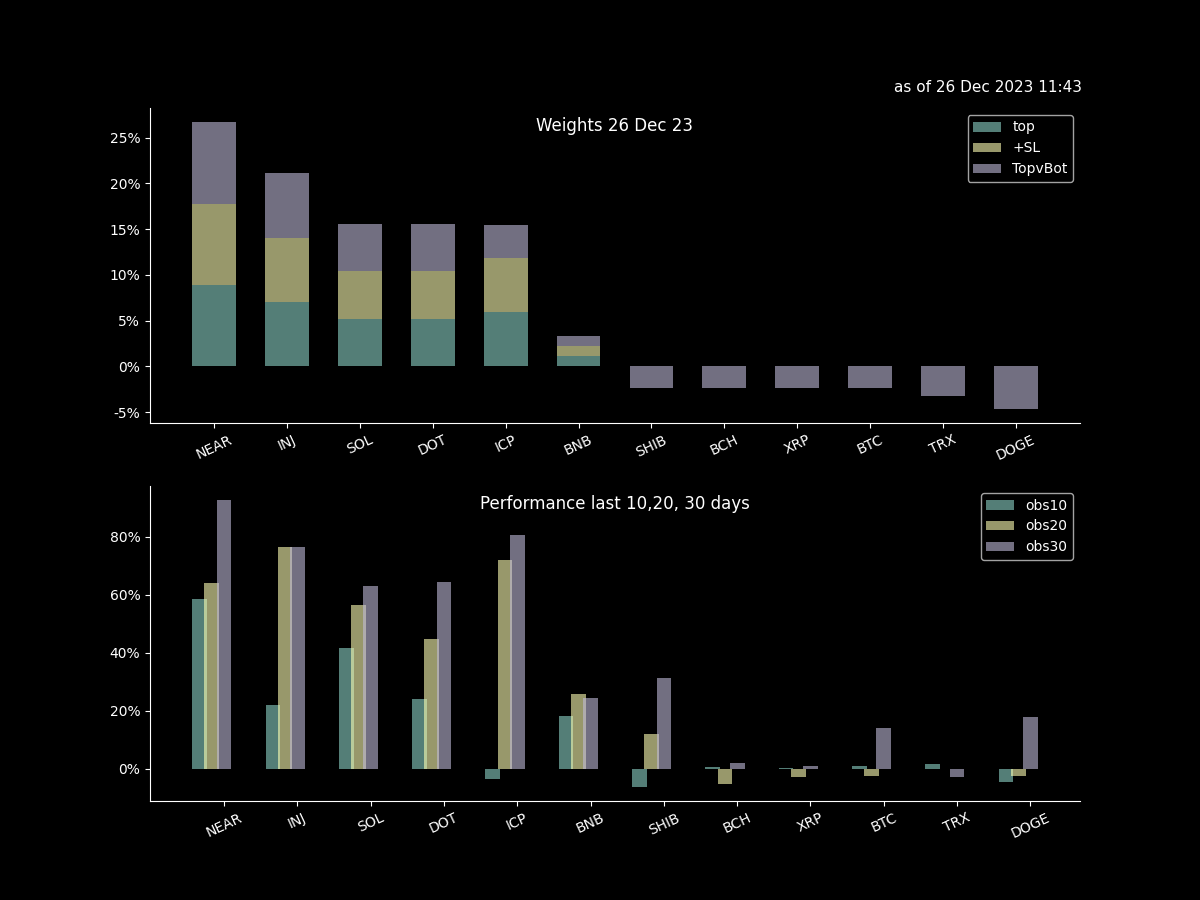 as of 26 Dec 2023 11:43
Weights 26 Dec 23
top
+SL
TopvBot
25%
20%
15%
10%
5%
0%
-5%
NEAR INJ SOL DOT ICP BNB SHIB BCH XRP BTC TRX DOGE
Performance last 10,20, 30 days
obs10
obs20
obs30
80%
60%
40%
20%
0%
NEAR INJ SOL DOT ICP BNB SHIB BCH XRP BTC TRX DOGE